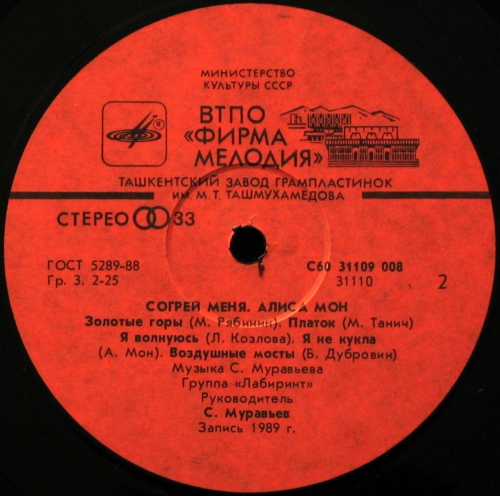 МИНИСТЕРСТВО
КУЛЬТУРЫ СССР
ВТПО
«ФИРМА
МЕЛОДИЯ»
ТАШКЕНТСКИЙ ЗАВОД ГРАМПЛАСТИНОК
ИМ. М. Т. ТАШМУХАМЕДОВА
СТЕРЕО 33
ГОСТ 5289-88
Гр. 3. 2-25
С60 31109 008
31110
2
СОГРЕЙ МЕНЯ. АЛИСА МОН
Золотые горы (М. Рябинин). Платок (М. Танич)
Я волнуюсь (Л. Козлова). Я не кукла
(А. Мон). Воздушные мосты (Б. Дубровин)
Музыка С. Муравьева
Группа «Лабиринт»
Руководитель
С. Муравьев
Запись 1989 г.